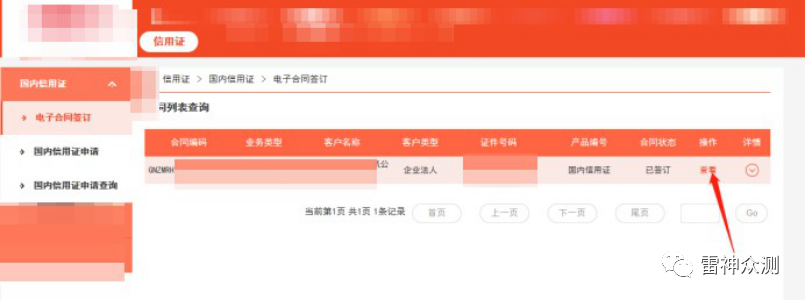 信用证
国内信用证
信用证 > 国内信用证 > 电子合同签订
电子合同签订
同列表查询
国内信用证申请
国内信用证申请查询
合同编码 业务类型 客户名称 客户类型 证件号码 产品编号 合同状态 操作 详情
GNZMRH 公 企业法人 国内信用证 已签订 查看
当前第1页 共1页 1条记录 首页 上一页 下一页 尾页 Go
雷神众测